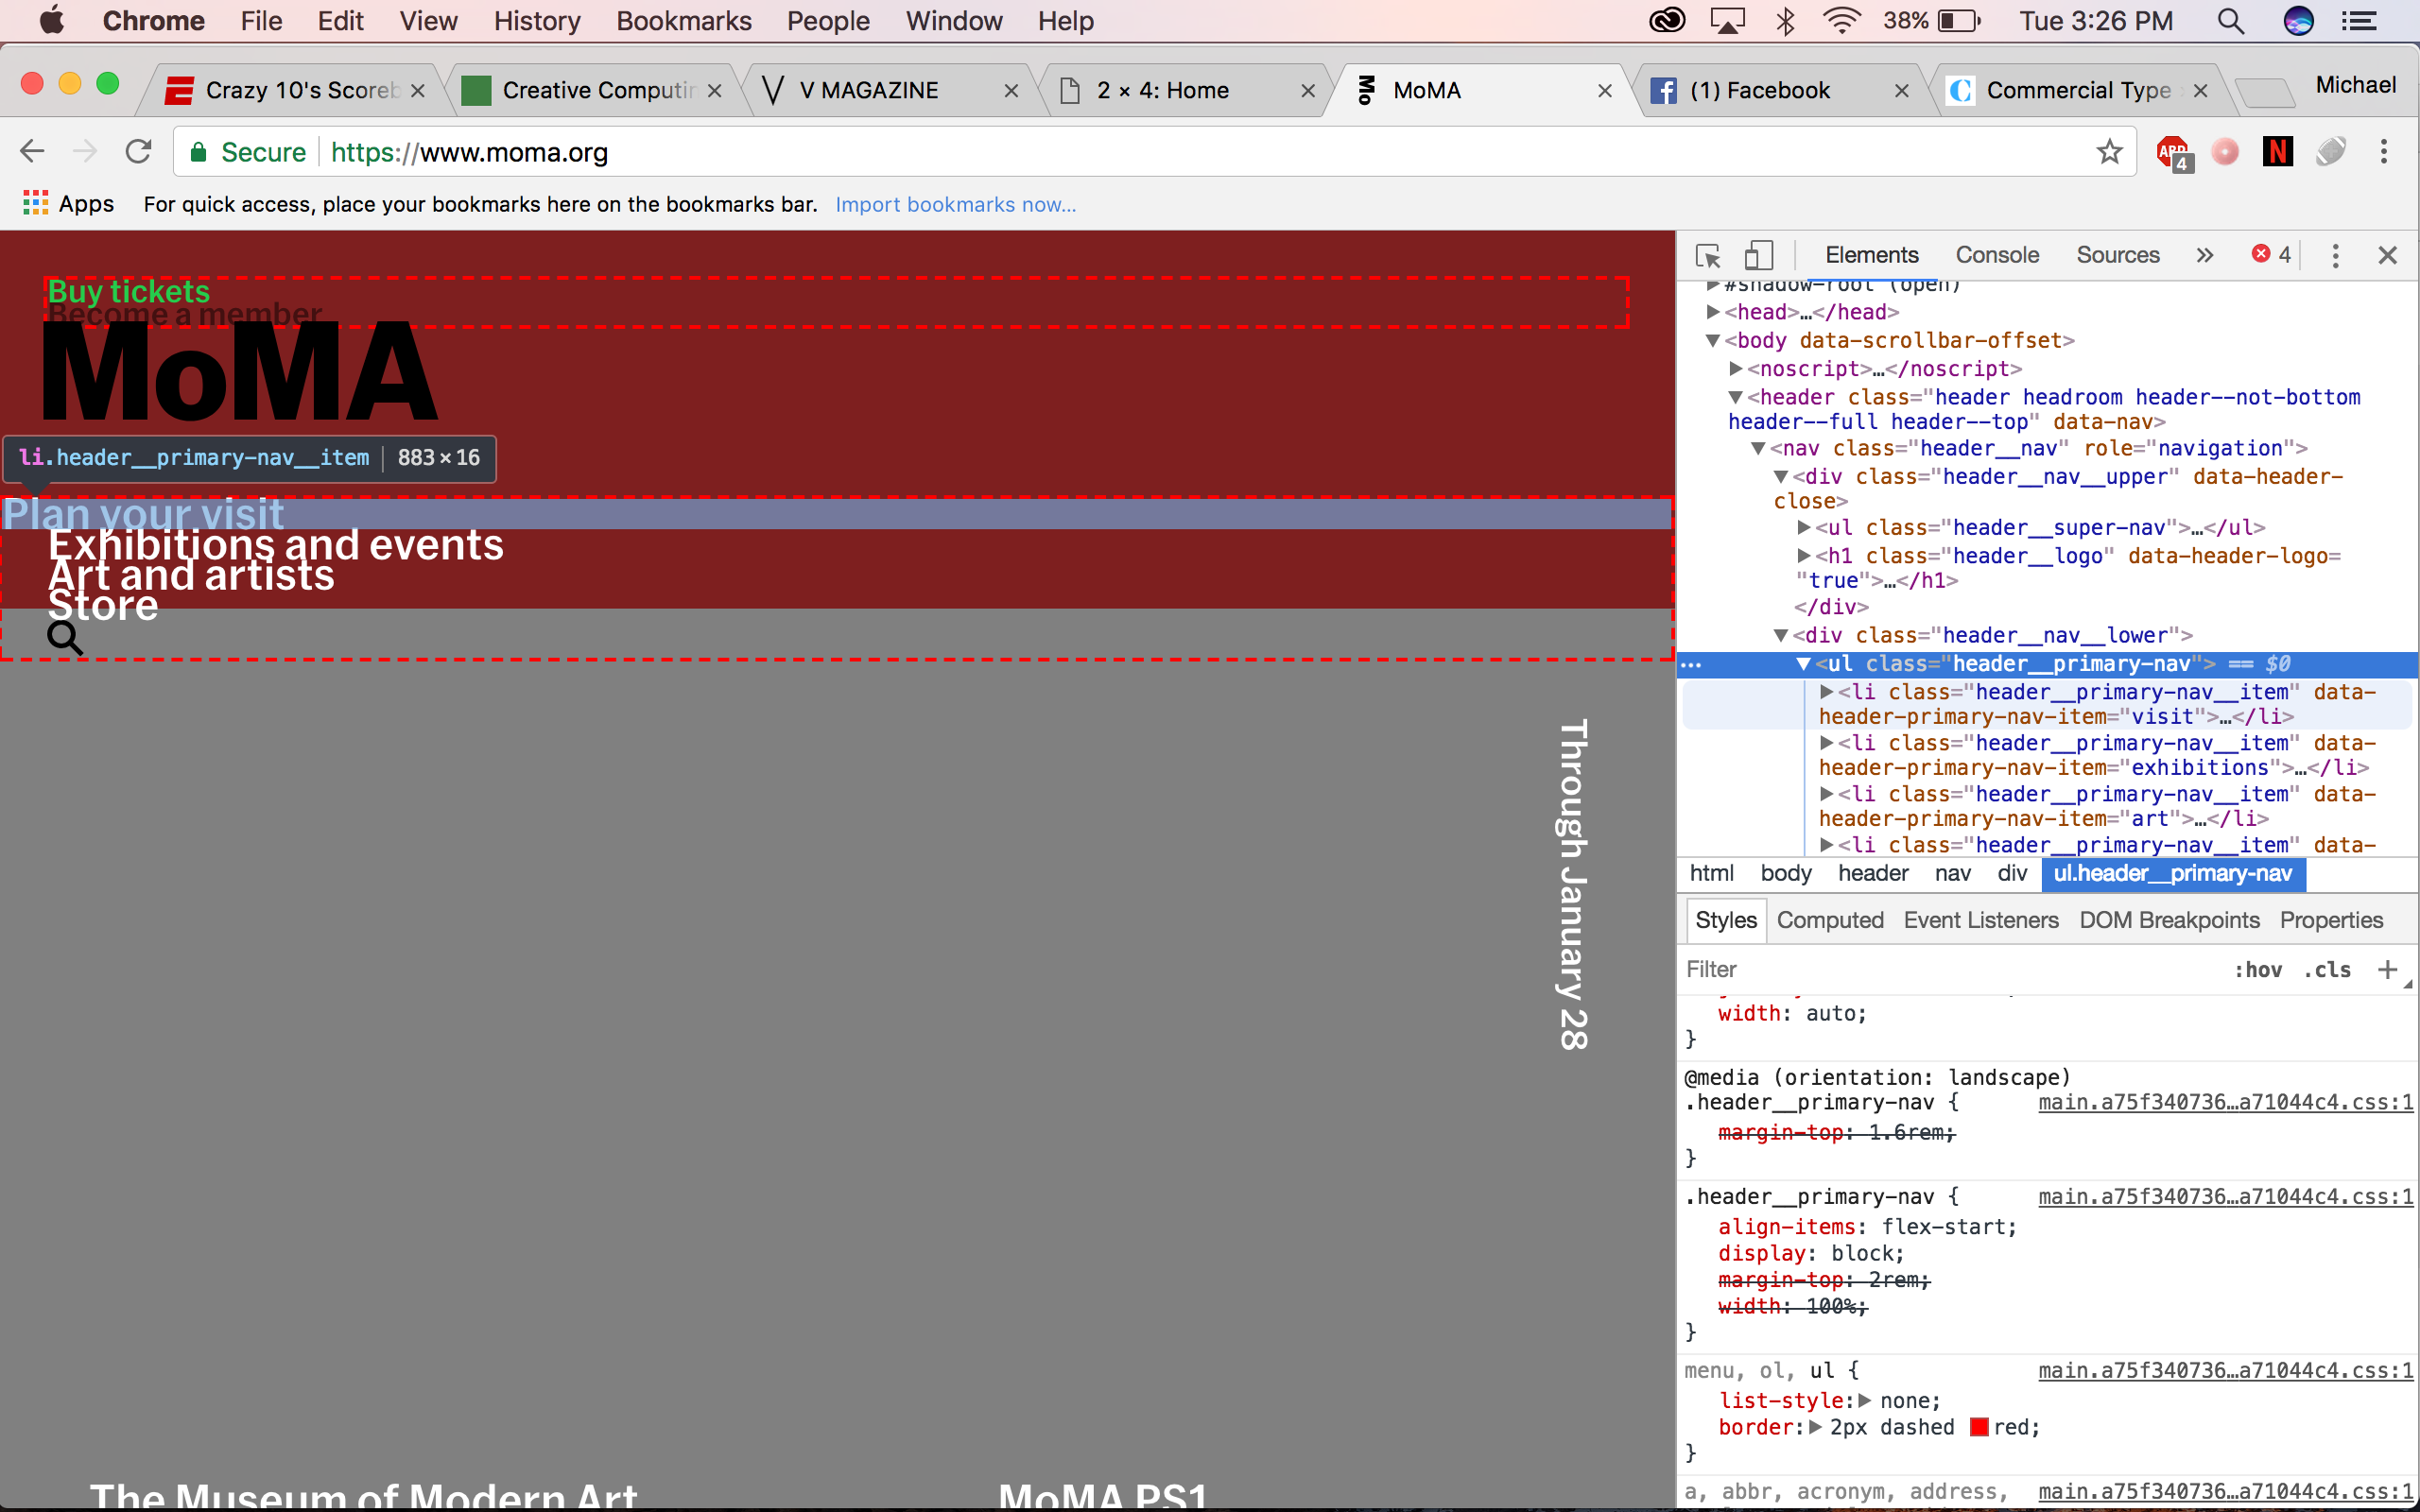 Chrome File Edit View History Bookmarks People Window Help 38% Tue 3:26 PM
Crazy 10's Scoreb Creative Computin V MAGAZINE 2 × 4: Home MoMA (1) Facebook Commercial Type Michael
Secure https://www.moma.org ABP 4 N
Apps For quick access, place your bookmarks here on the bookmarks bar. Import bookmarks now...
Buy tickets
Become a member
MoMA
li.header__primary-nav__item 883×16
Plan your visit
Exhibitions and events
Art and artists
Store
Through January 28
The Museum of Modern Art MoMA PS1
Elements Console Sources » 4
#shadow-root (open)
<head>…</head>
<body data-scrollbar-offset>
<noscript>…</noscript>
<header class="header headroom header--not-bottom
header--full header--top" data-nav>
<nav class="header__nav" role="navigation">
<div class="header__nav__upper" data-header-
close>
<ul class="header__super-nav">…</ul>
<h1 class="header__logo" data-header-logo=
"true">…</h1>
</div>
<div class="header__nav__lower">
… <ul class="header__primary-nav"> == $0
<li class="header__primary-nav__item" data-
header-primary-nav-item="visit">…</li>
<li class="header__primary-nav__item" data-
header-primary-nav-item="exhibitions">…</li>
<li class="header__primary-nav__item" data-
header-primary-nav-item="art">…</li>
<li class="header__primary-nav__item" data-
html body header nav div ul.header__primary-nav
Styles Computed Event Listeners DOM Breakpoints Properties
Filter :hov .cls +
width: auto;
}
@media (orientation: landscape)
.header__primary-nav { main.a75f340736…a71044c4.css:1
margin-top: 1.6rem;
}
.header__primary-nav { main.a75f340736…a71044c4.css:1
align-items: flex-start;
display: block;
margin-top: 2rem;
width: 100%;
}
menu, ol, ul { main.a75f340736…a71044c4.css:1
list-style: none;
border: 2px dashed red;
}
a, abbr, acronym, address, main.a75f340736…a71044c4.css:1